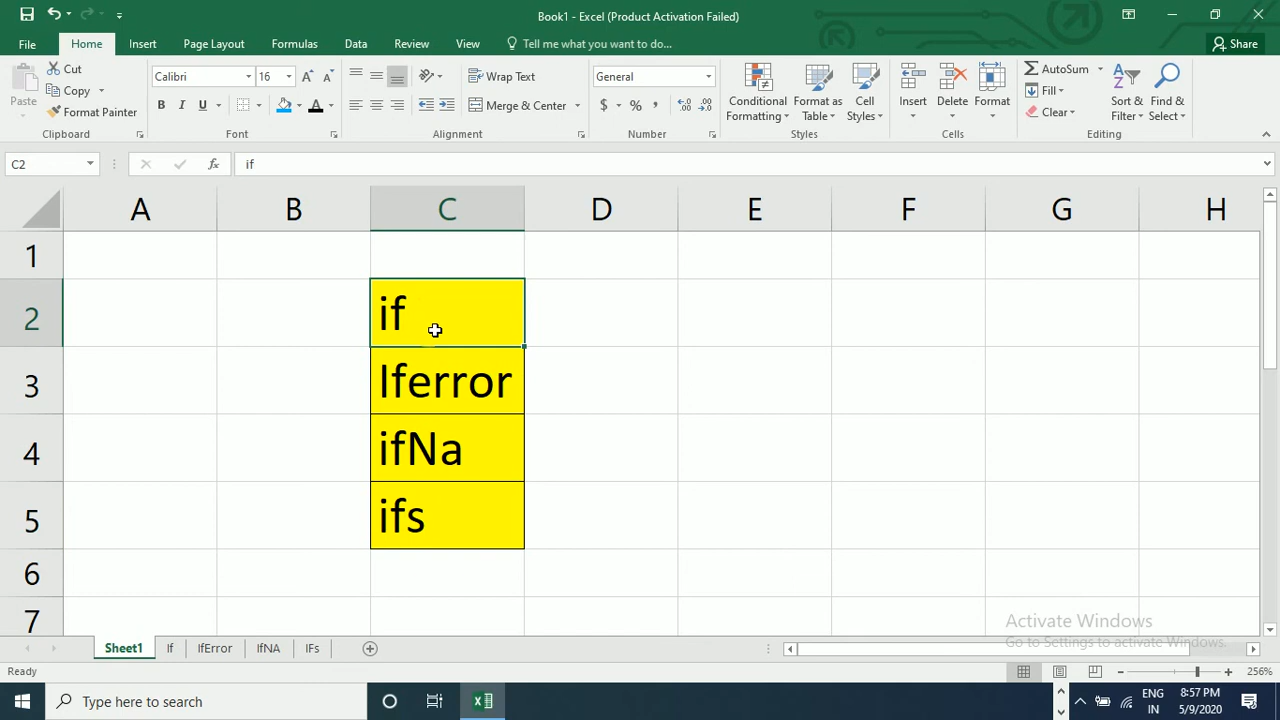 Book1 - Excel (Product Activation Failed)
File Home Insert Page Layout Formulas Data Review View Tell me what you want to do... Share
Paste
Cut
Copy
Format Painter
Clipboard
Calibri 16
B I U
Font
Wrap Text
Merge & Center
Alignment
General
$ % ,
Number
Conditional Formatting
Format as Table
Cell Styles
Styles
Insert Delete Format
Cells
AutoSum
Fill
Clear
Sort & Filter
Find & Select
Editing
C2 fx if
A B C D E F G H
1
2 if
3 Iferror
4 ifNa
5 ifs
6
7
Activate Windows
Go to Settings to activate Windows.
Sheet1 If IfError IfNA IFs
Ready 256%
Type here to search
ENG
IN
8:57 PM
5/9/2020